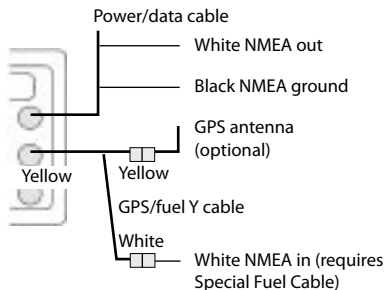 Power/data cable
White NMEA out
Black NMEA ground
GPS antenna
(optional)
Yellow
Yellow
GPS/fuel Y cable
White
White NMEA in (requires
Special Fuel Cable)